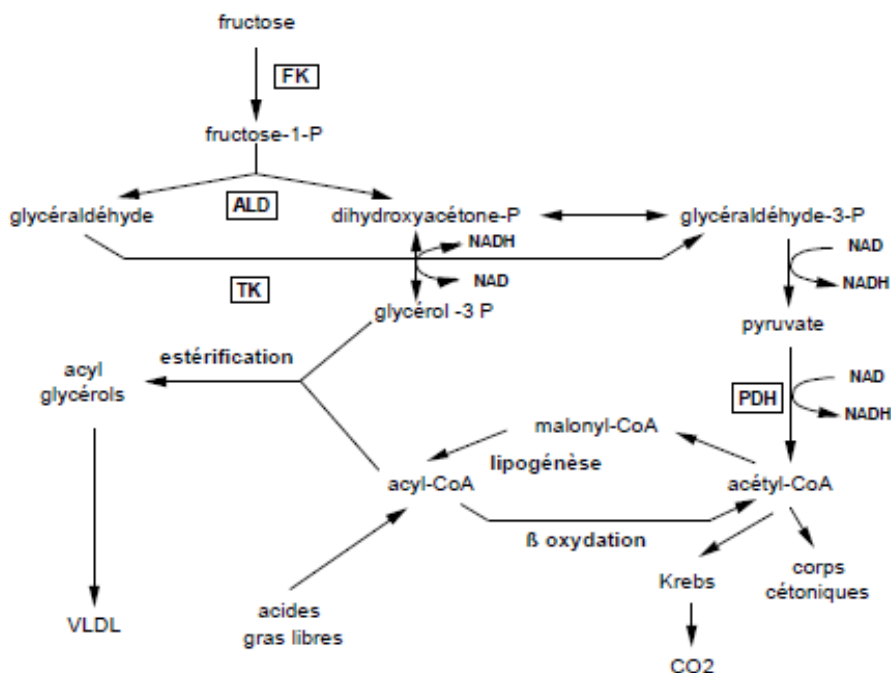 fructose
FK
fructose-1-P
glycéraldéhyde
ALD
dihydroxyacétone-P
glycéraldéhyde-3-P
NADH
NAD
NAD
NADH
TK
glycérol -3 P
pyruvate
estérification
acyl
glycérols
PDH
NAD
NADH
malonyl-CoA
lipogénèse
acyl-CoA
acétyl-CoA
ß oxydation
Krebs
corps
cétoniques
acides
gras libres
VLDL
CO2